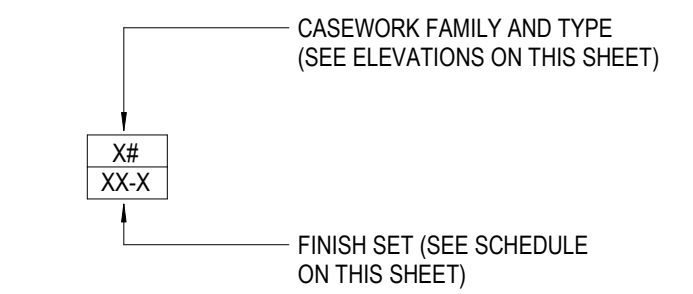 CASEWORK FAMILY AND TYPE
(SEE ELEVATIONS ON THIS SHEET)
X#
XX-X
FINISH SET (SEE SCHEDULE
ON THIS SHEET)